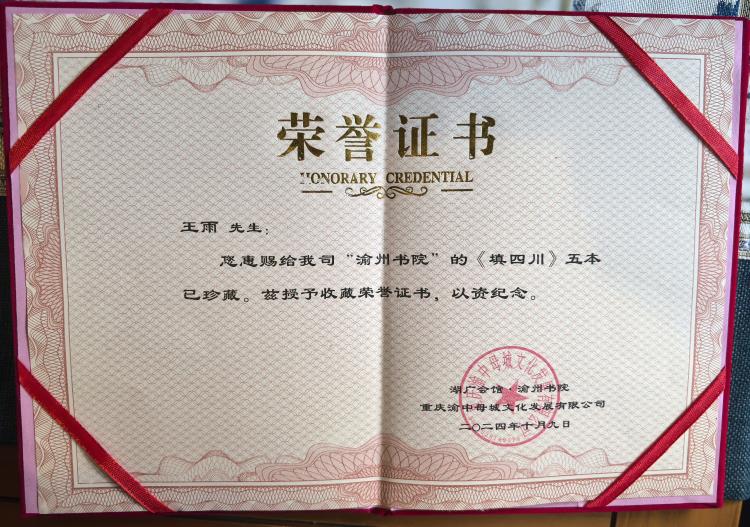 荣誉证书
HONORARY CREDENTIAL
王雨 先生：
您惠赐给我司“渝州书院”的《填四川》五本
已珍藏。兹授予收藏荣誉证书，以资纪念。
湖广会馆·渝州书院
重庆渝中母城文化发展有限公司
二〇二四年十月九日